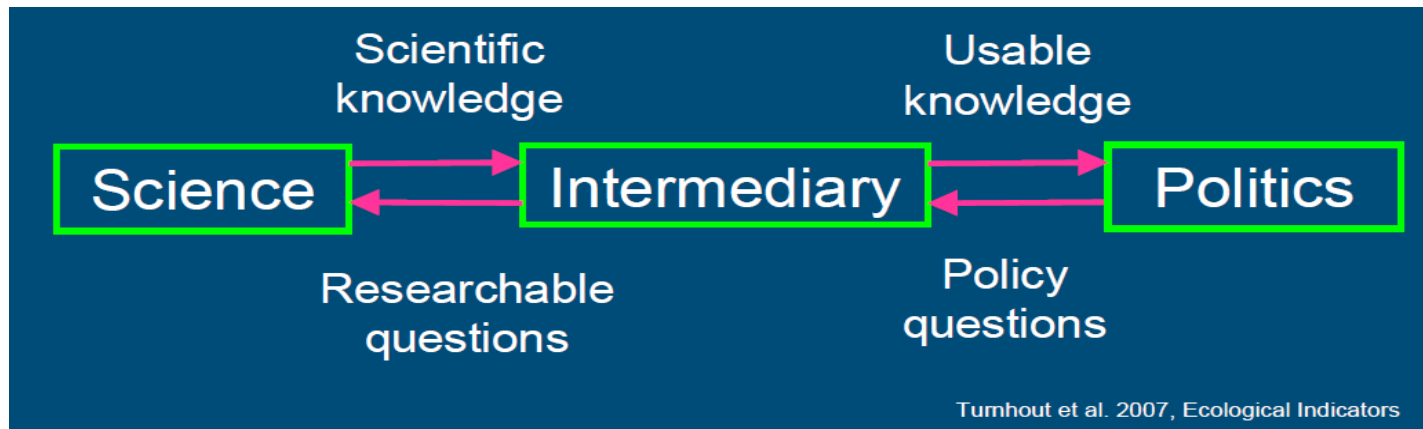 Scientific
knowledge
Usable
knowledge
Science
Intermediary
Politics
Researchable
questions
Policy
questions
Turnhout et al. 2007, Ecological Indicators